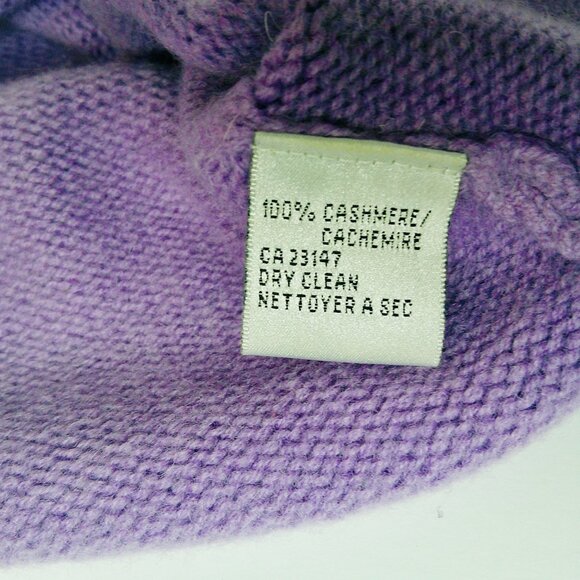 100% CASHMERE/
CACHEMIRE
CA 23147
DRY CLEAN
NETTOYER A SEC